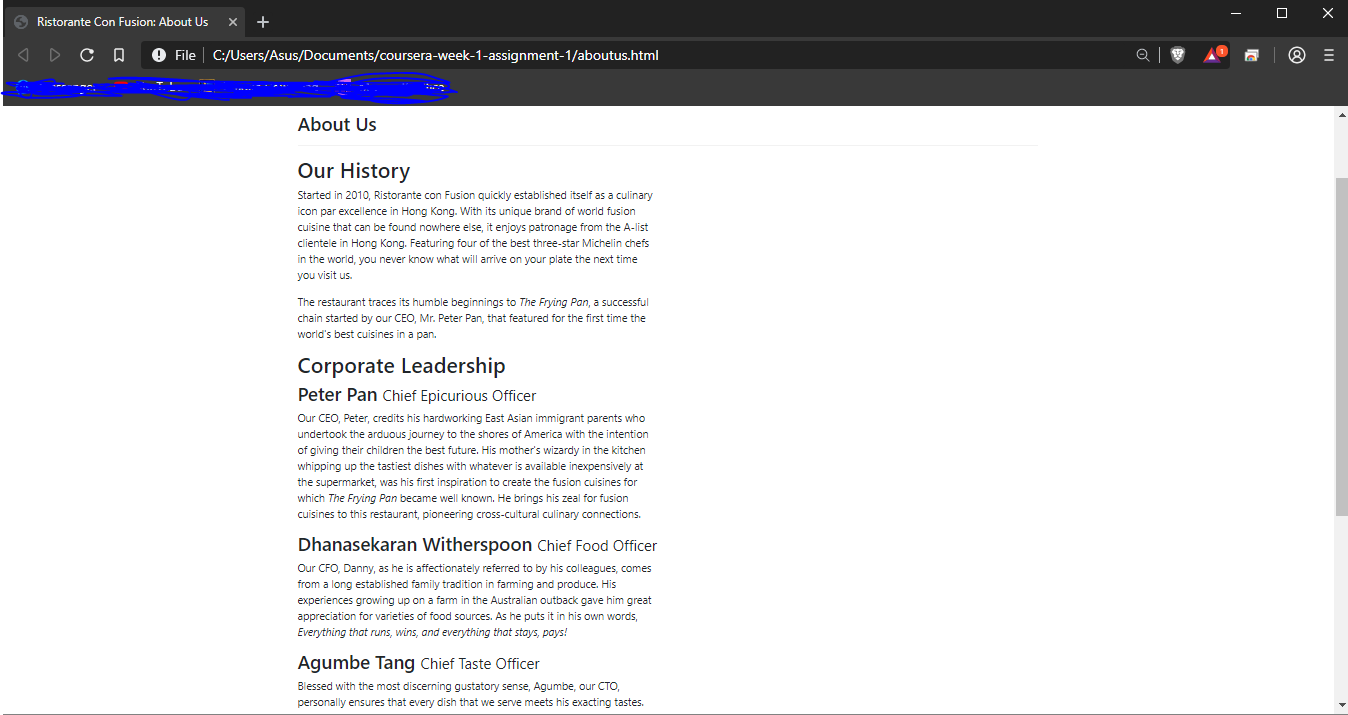 Ristorante Con Fusion: About Us
File C:/Users/Asus/Documents/coursera-week-1-assignment-1/aboutus.html
1
About Us
Our History
Started in 2010, Ristorante con Fusion quickly established itself as a culinary
icon par excellence in Hong Kong. With its unique brand of world fusion
cuisine that can be found nowhere else, it enjoys patronage from the A-list
clientele in Hong Kong. Featuring four of the best three-star Michelin chefs
in the world, you never know what will arrive on your plate the next time
you visit us.
The restaurant traces its humble beginnings to The Frying Pan, a successful
chain started by our CEO, Mr. Peter Pan, that featured for the first time the
world's best cuisines in a pan.
Corporate Leadership
Peter Pan Chief Epicurious Officer
Our CEO, Peter, credits his hardworking East Asian immigrant parents who
undertook the arduous journey to the shores of America with the intention
of giving their children the best future. His mother's wizardy in the kitchen
whipping up the tastiest dishes with whatever is available inexpensively at
the supermarket, was his first inspiration to create the fusion cuisines for
which The Frying Pan became well known. He brings his zeal for fusion
cuisines to this restaurant, pioneering cross-cultural culinary connections.
Dhanasekaran Witherspoon Chief Food Officer
Our CFO, Danny, as he is affectionately referred to by his colleagues, comes
from a long established family tradition in farming and produce. His
experiences growing up on a farm in the Australian outback gave him great
appreciation for varieties of food sources. As he puts it in his own words,
Everything that runs, wins, and everything that stays, pays!
Agumbe Tang Chief Taste Officer
Blessed with the most discerning gustatory sense, Agumbe, our CTO,
personally ensures that every dish that we serve meets his exacting tastes.